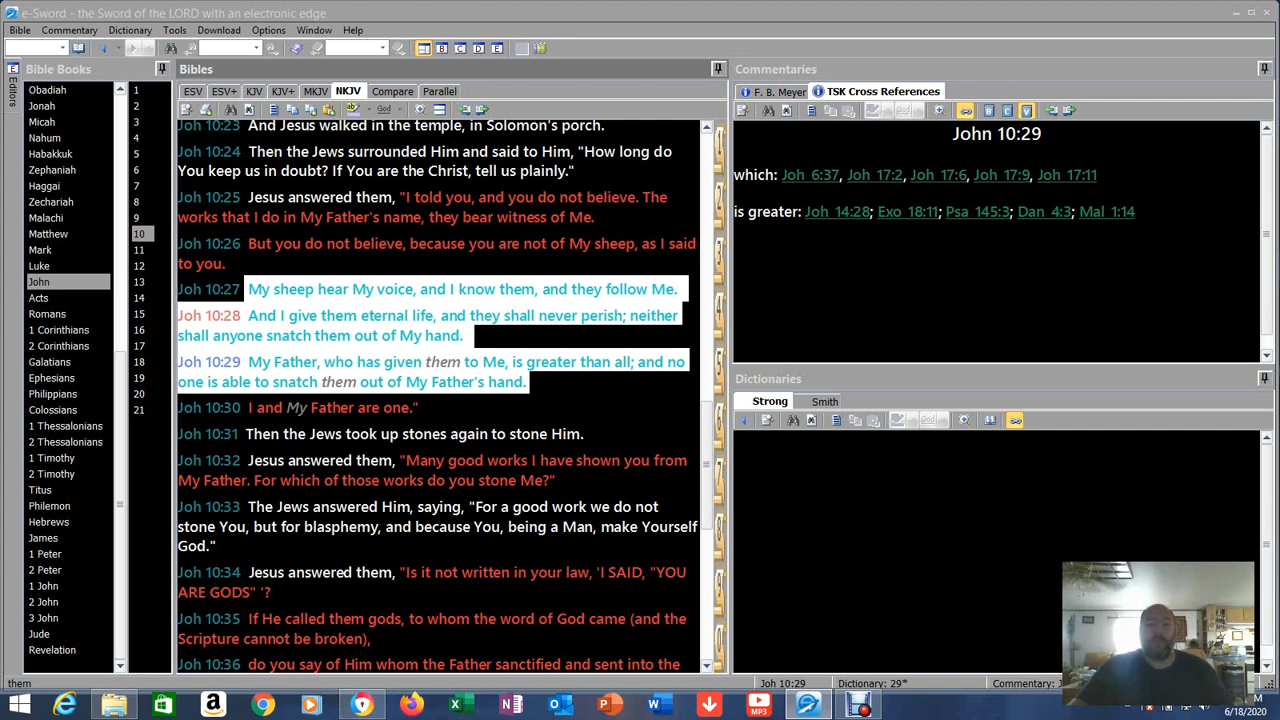 e-Sword - the Sword of the LORD with an electronic edge
Bible Commentary Dictionary Tools Download Options Window Help
B C D E
Editors
Bible Books
Obadiah
Jonah
Micah
Nahum
Habakkuk
Zephaniah
Haggai
Zechariah
Malachi
Matthew
Mark
Luke
John
Acts
Romans
1 Corinthians
2 Corinthians
Galatians
Ephesians
Philippians
Colossians
1 Thessalonians
2 Thessalonians
1 Timothy
2 Timothy
Titus
Philemon
Hebrews
James
1 Peter
2 Peter
1 John
2 John
3 John
Jude
Revelation
1
2
3
4
5
6
7
8
9
10
11
12
13
14
15
16
17
18
19
20
21
Bibles
ESV ESV+ KJV KJV+ MKJV NKJV Compare Parallel
God
Joh 10:23 And Jesus walked in the temple, in Solomon's porch.
Joh 10:24 Then the Jews surrounded Him and said to Him, "How long do
You keep us in doubt? If You are the Christ, tell us plainly."
Joh 10:25 Jesus answered them, "I told you, and you do not believe. The
works that I do in My Father's name, they bear witness of Me.
Joh 10:26 But you do not believe, because you are not of My sheep, as I said
to you.
Joh 10:27 My sheep hear My voice, and I know them, and they follow Me.
Joh 10:28 And I give them eternal life, and they shall never perish; neither
shall anyone snatch them out of My hand.
Joh 10:29 My Father, who has given them to Me, is greater than all; and no
one is able to snatch them out of My Father's hand.
Joh 10:30 I and My Father are one."
Joh 10:31 Then the Jews took up stones again to stone Him.
Joh 10:32 Jesus answered them, "Many good works I have shown you from
My Father. For which of those works do you stone Me?"
Joh 10:33 The Jews answered Him, saying, "For a good work we do not
stone You, but for blasphemy, and because You, being a Man, make Yourself
God."
Joh 10:34 Jesus answered them, "Is it not written in your law, 'I SAID, "YOU
ARE GODS" '?
Joh 10:35 If He called them gods, to whom the word of God came (and the
Scripture cannot be broken),
Joh 10:36 do you say of Him whom the Father sanctified and sent into the
Commentaries
F. B. Meyer TSK Cross References
God B C V
John 10:29
which: Joh 6:37, Joh 17:2, Joh 17:6, Joh 17:9, Joh 17:11
is greater: Joh 14:28; Exo 18:11; Psa 145:3; Dan 4:3; Mal 1:14
Dictionaries
Strong Smith
God
them
Joh 10:29 Dictionary: 29* Commentary: J
MP3
M
6/18/2020